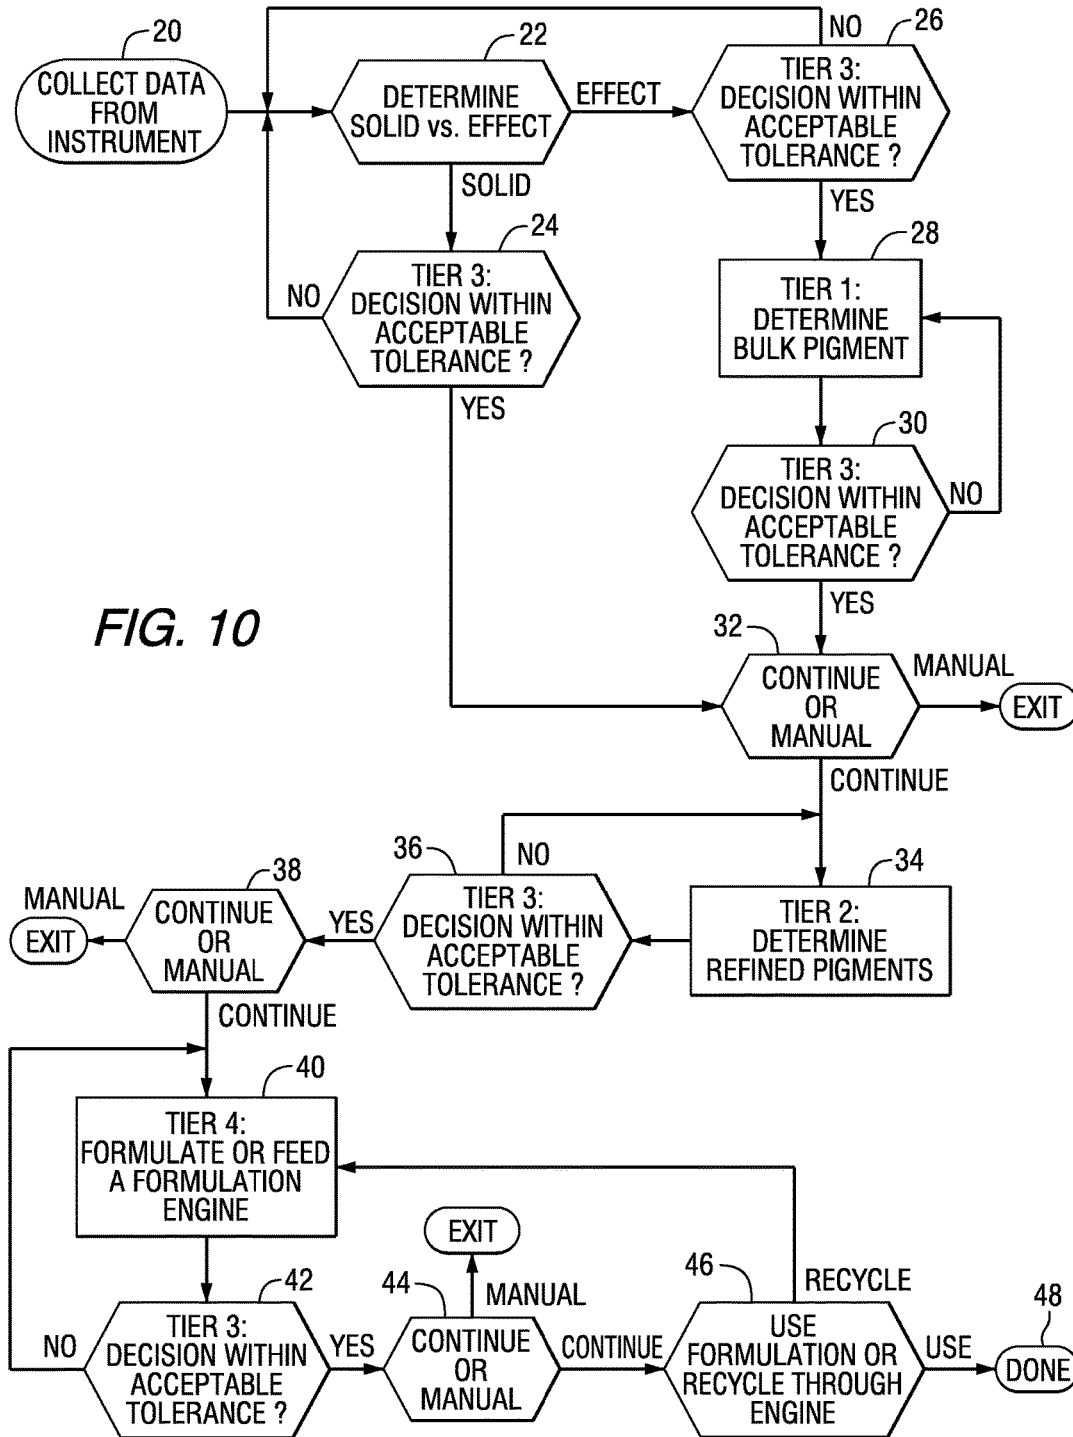 20
COLLECT DATA
FROM
INSTRUMENT
22
DETERMINE
SOLID vs. EFFECT
EFFECT
SOLID
NO
26
TIER 3:
DECISION WITHIN
ACCEPTABLE
TOLERANCE ?
YES
24
TIER 3:
DECISION WITHIN
ACCEPTABLE
TOLERANCE ?
NO
YES
28
TIER 1:
DETERMINE
BULK PIGMENT
30
TIER 3:
DECISION WITHIN
ACCEPTABLE
TOLERANCE ?
NO
YES
FIG. 10
32
CONTINUE
OR
MANUAL
MANUAL
EXIT
CONTINUE
34
TIER 2:
DETERMINE
REFINED PIGMENTS
36
NO
TIER 3:
DECISION WITHIN
ACCEPTABLE
TOLERANCE ?
YES
38
CONTINUE
OR
MANUAL
MANUAL
EXIT
CONTINUE
40
TIER 4:
FORMULATE OR FEED
A FORMULATION
ENGINE
42
TIER 3:
DECISION WITHIN
ACCEPTABLE
TOLERANCE ?
NO
YES
44
CONTINUE
OR
MANUAL
MANUAL
EXIT
CONTINUE
46
RECYCLE
USE
FORMULATION OR
RECYCLE THROUGH
ENGINE
USE
48
DONE